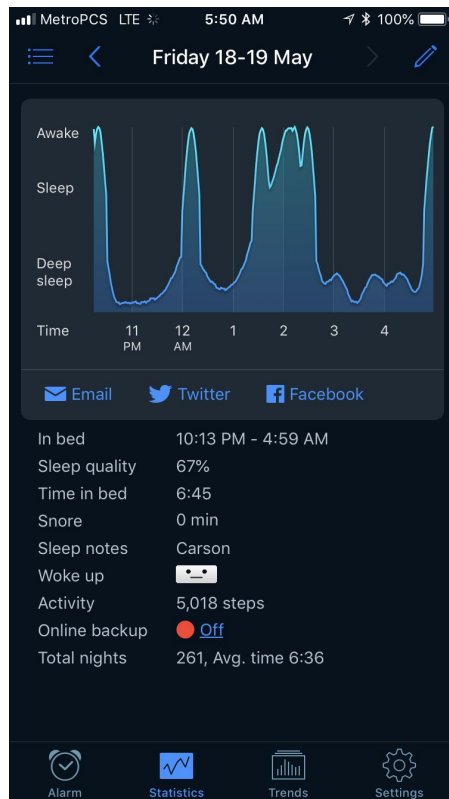 MetroPCS LTE 5:50 AM 100%
Friday 18-19 May
Awake
Sleep
Deep
sleep
Time 11 12 1 2 3 4
PM AM
Email Twitter Facebook
In bed 10:13 PM - 4:59 AM
Sleep quality 67%
Time in bed 6:45
Snore 0 min
Sleep notes Carson
Woke up
Activity 5,018 steps
Online backup Off
Total nights 261, Avg. time 6:36
Alarm Statistics Trends Settings